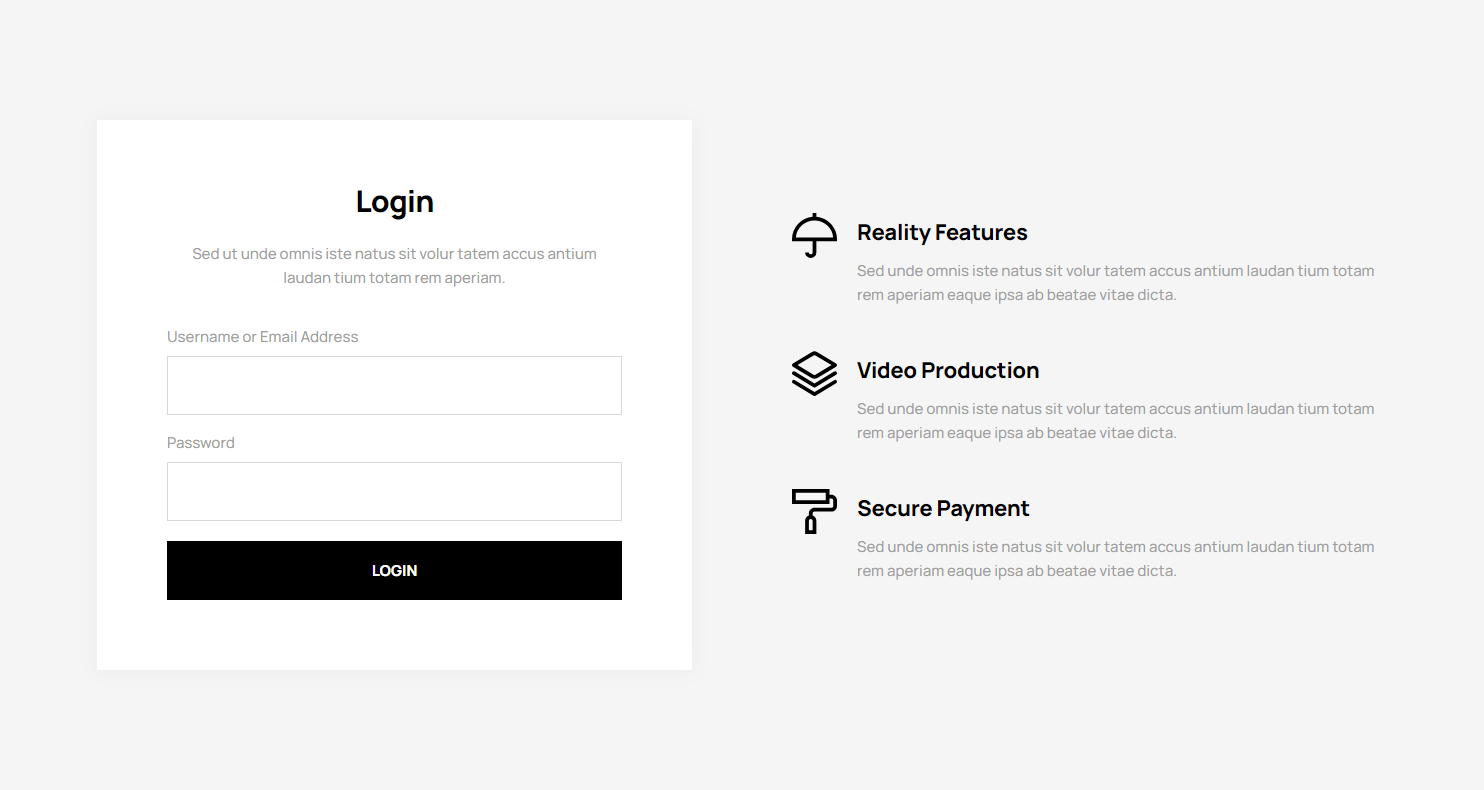 Login
Sed ut unde omnis iste natus sit volur tatem accus antium
laudan tium totam rem aperiam.
Username or Email Address
Password
LOGIN
Reality Features
Sed unde omnis iste natus sit volur tatem accus antium laudan tium totam
rem aperiam eaque ipsa ab beatae vitae dicta.
Video Production
Sed unde omnis iste natus sit volur tatem accus antium laudan tium totam
rem aperiam eaque ipsa ab beatae vitae dicta.
Secure Payment
Sed unde omnis iste natus sit volur tatem accus antium laudan tium totam
rem aperiam eaque ipsa ab beatae vitae dicta.